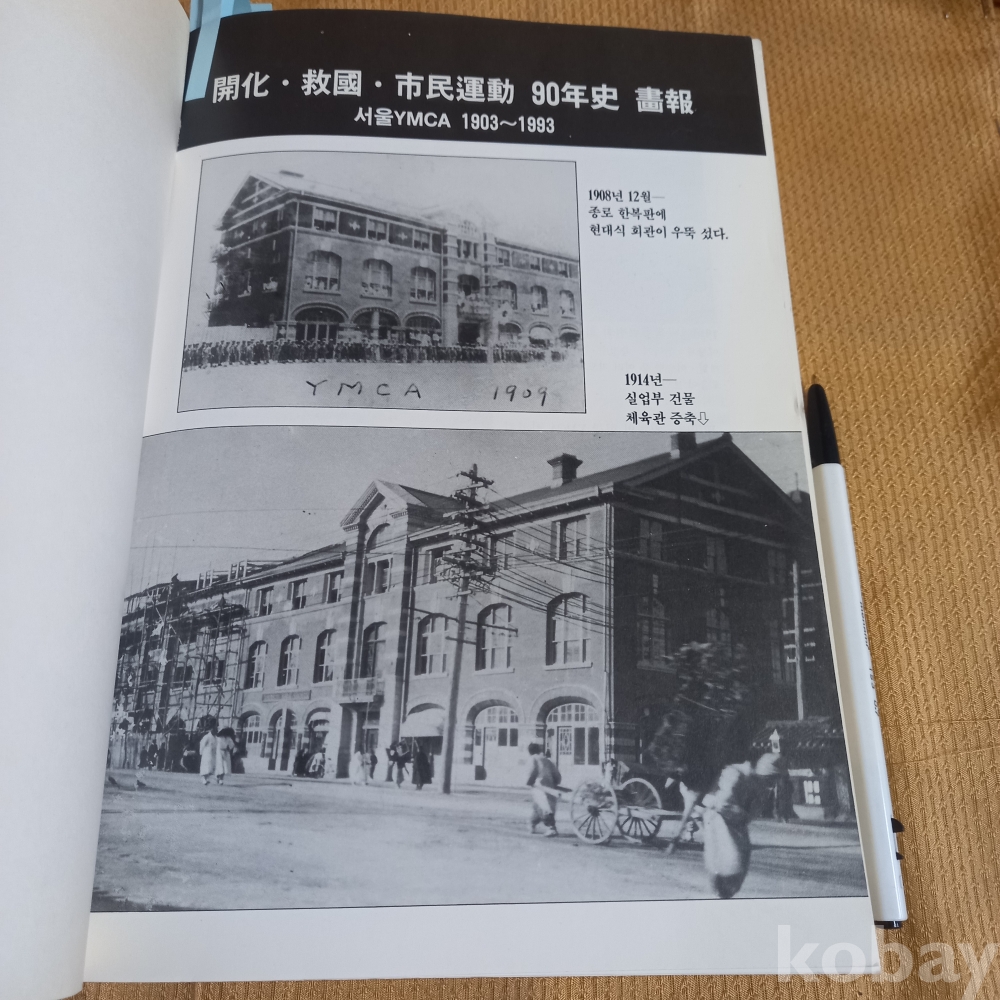 開化·救國·市民運動 90年史 畵報
서울YMCA 1903~1993
1908년 12월—
종로 한복판에
현대식 회관이 우뚝 섰다.
YMCA 1909
1914년—
실업부 건물
체육관 증축⇩
kobay